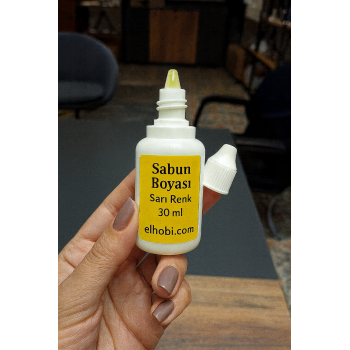 Sabun
Boyası
Sarı Renk
30 ml
elhobi.com